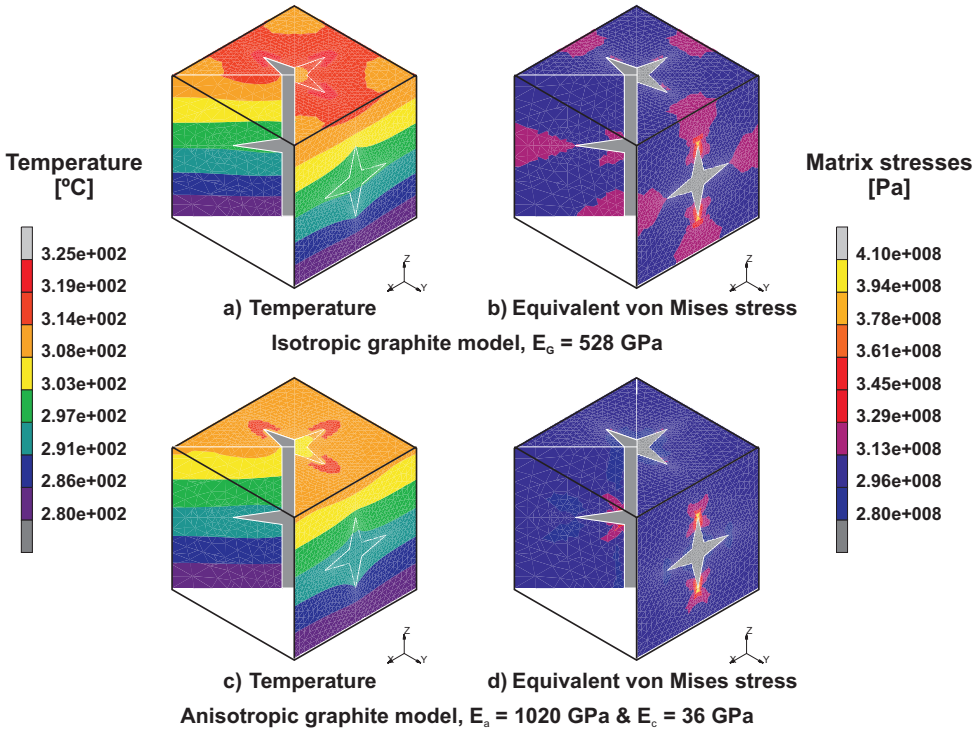 Temperature
[ºC]
3.25e+002
3.19e+002
3.14e+002
3.08e+002
3.03e+002
2.97e+002
2.91e+002
2.86e+002
2.80e+002
Z
X
Y
a) Temperature
Z
X
Y
b) Equivalent von Mises stress
Isotropic graphite model, E_G = 528 GPa
Matrix stresses
[Pa]
4.10e+008
3.94e+008
3.78e+008
3.61e+008
3.45e+008
3.29e+008
3.13e+008
2.96e+008
2.80e+008
Z
X
Y
c) Temperature
Z
X
Y
d) Equivalent von Mises stress
Anisotropic graphite model, E_a = 1020 GPa & E_c = 36 GPa